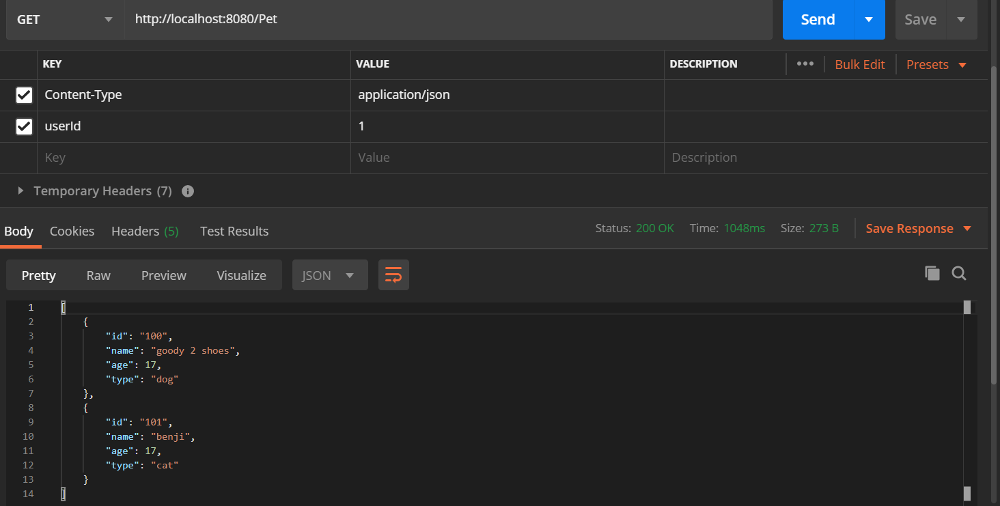 GET http://localhost:8080/Pet Send Save
KEY VALUE DESCRIPTION ••• Bulk Edit Presets
Content-Type application/json
userId 1
Key Value Description
Temporary Headers (7)
Body Cookies Headers (5) Test Results Status: 200 OK Time: 1048ms Size: 273 B Save Response
Pretty Raw Preview Visualize JSON
1 [
2 {
3 "id": "100",
4 "name": "goody 2 shoes",
5 "age": 17,
6 "type": "dog"
7 },
8 {
9 "id": "101",
10 "name": "benji",
11 "age": 17,
12 "type": "cat"
13 }
14 ]